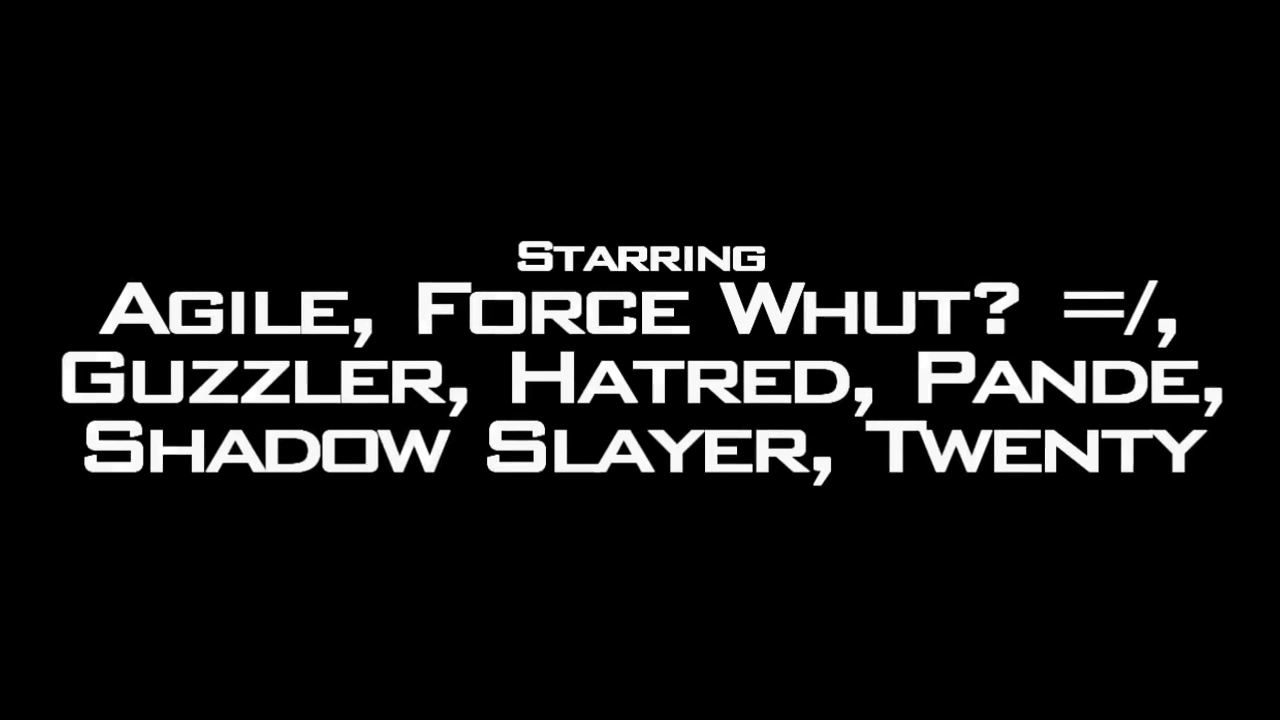 Starring
Agile, Force Whut? =/,
Guzzler, Hatred, Pande,
Shadow Slayer, Twenty